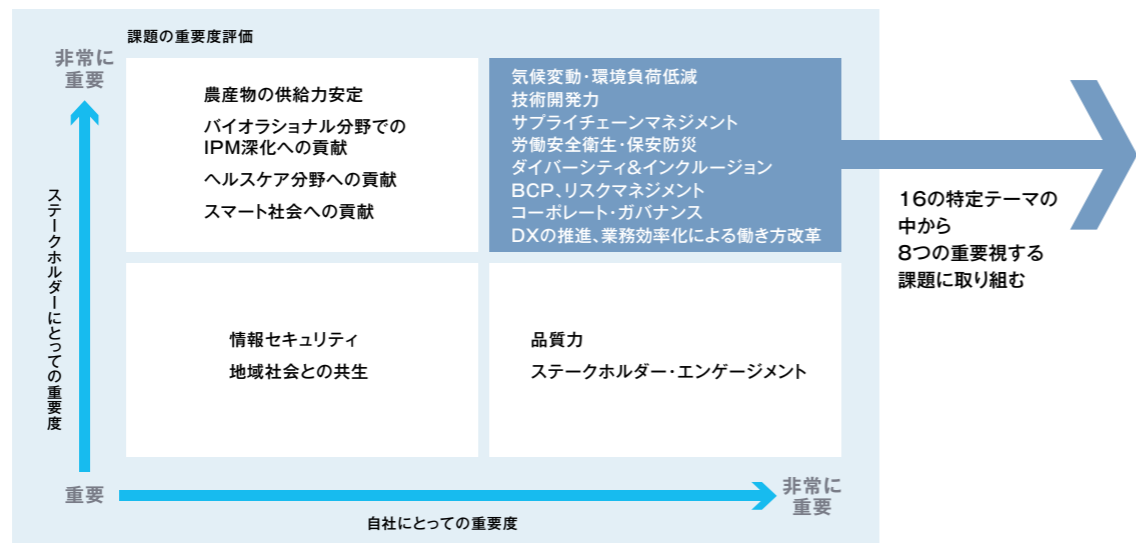 課題の重要度評価
非常に
重要
農産物の供給力安定
バイオラショナル分野での
IPM深化への貢献
ヘルスケア分野への貢献
スマート社会への貢献
気候変動・環境負荷低減
技術開発力
サプライチェーンマネジメント
労働安全衛生・保安防災
ダイバーシティ&インクルージョン
BCP、リスクマネジメント
コーポレート・ガバナンス
DXの推進、業務効率化による働き方改革
16の特定テーマの
中から
8つの重要視する
課題に取り組む
ステークホルダーにとっての重要度
情報セキュリティ
地域社会との共生
品質力
ステークホルダー・エンゲージメント
重要
非常に
重要
自社にとっての重要度